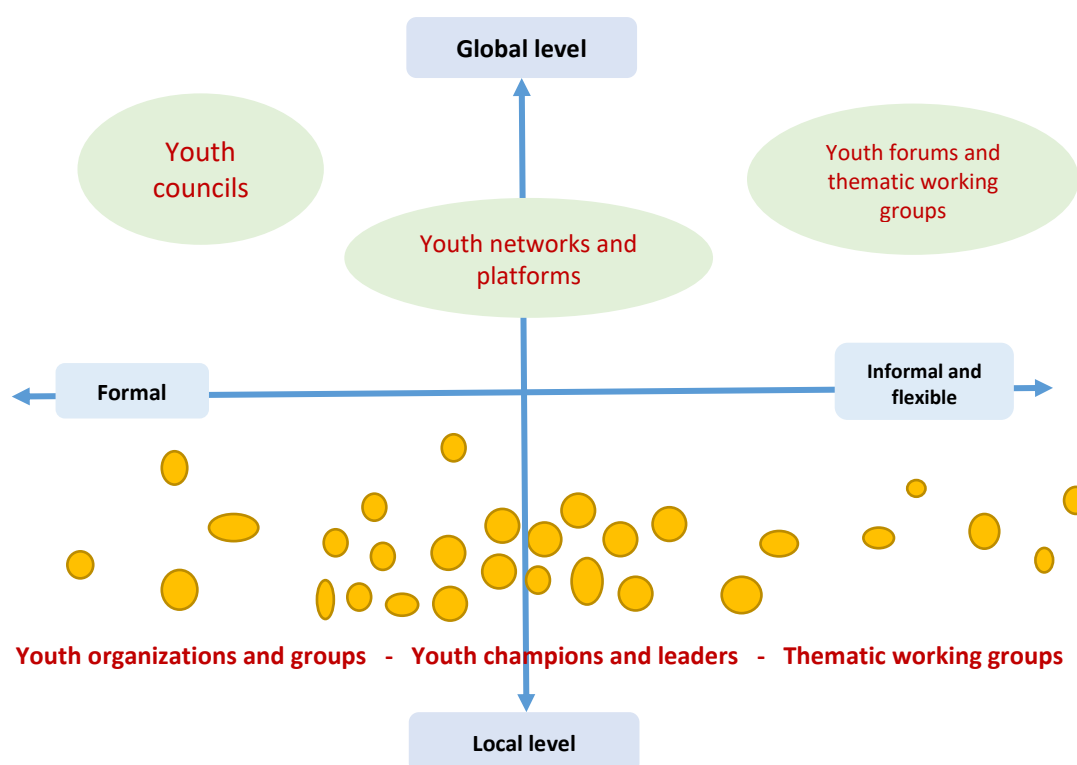 Global level
Youth
councils
Youth forums and
thematic working
groups
Youth networks and
platforms
Formal
Informal and
flexible
Youth organizations and groups - Youth champions and leaders - Thematic working groups
Local level